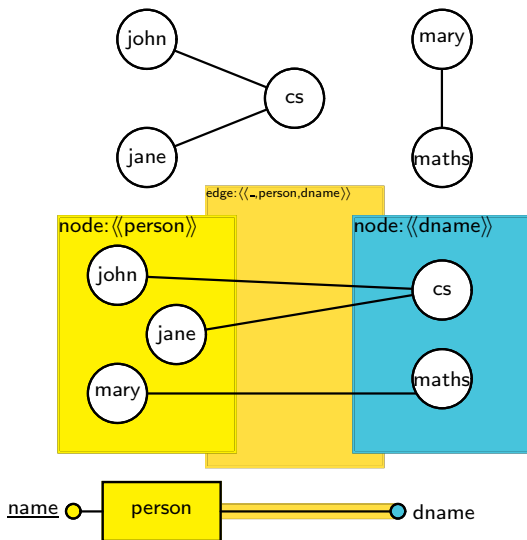 john
mary
cs
jane
maths
edge:⟨⟨_,person,dname⟩⟩
node:⟨⟨person⟩⟩
node:⟨⟨dname⟩⟩
john
cs
jane
mary
maths
name
person
dname